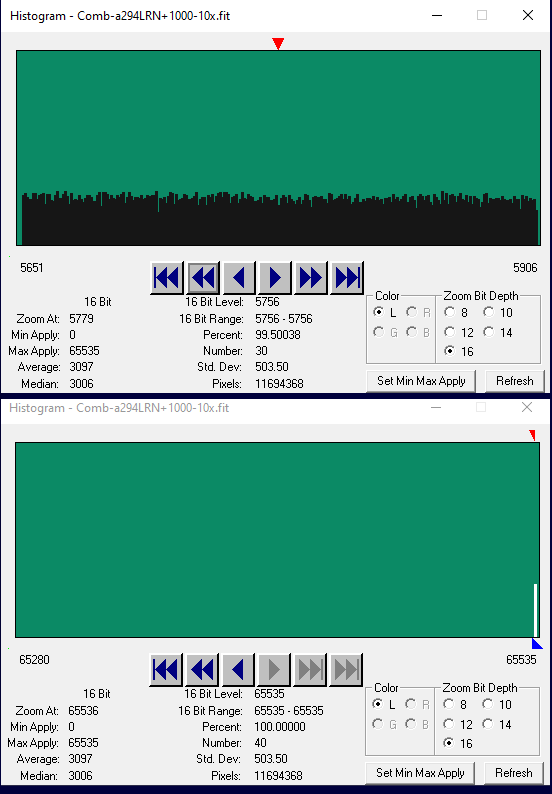 Histogram - Comb-a294LRN+1000-10x.fit
5651 5906
16 Bit 16 Bit Level: 5756
Zoom At: 5779 16 Bit Range: 5756 - 5756
Min Apply: 0 Percent: 99.50038
Max Apply: 65535 Number: 30
Average: 3097 Std. Dev: 503.50
Median: 3006 Pixels: 11694368
Color Zoom Bit Depth
L R 8 10
G B 12 14
16
Set Min Max Apply Refresh
Histogram - Comb-a294LRN+1000-10x.fit
65280 65535
16 Bit 16 Bit Level: 65535
Zoom At: 65536 16 Bit Range: 65535 - 65535
Min Apply: 0 Percent: 100.00000
Max Apply: 65535 Number: 40
Average: 3097 Std. Dev: 503.50
Median: 3006 Pixels: 11694368
Color Zoom Bit Depth
L R 8 10
G B 12 14
16
Set Min Max Apply Refresh